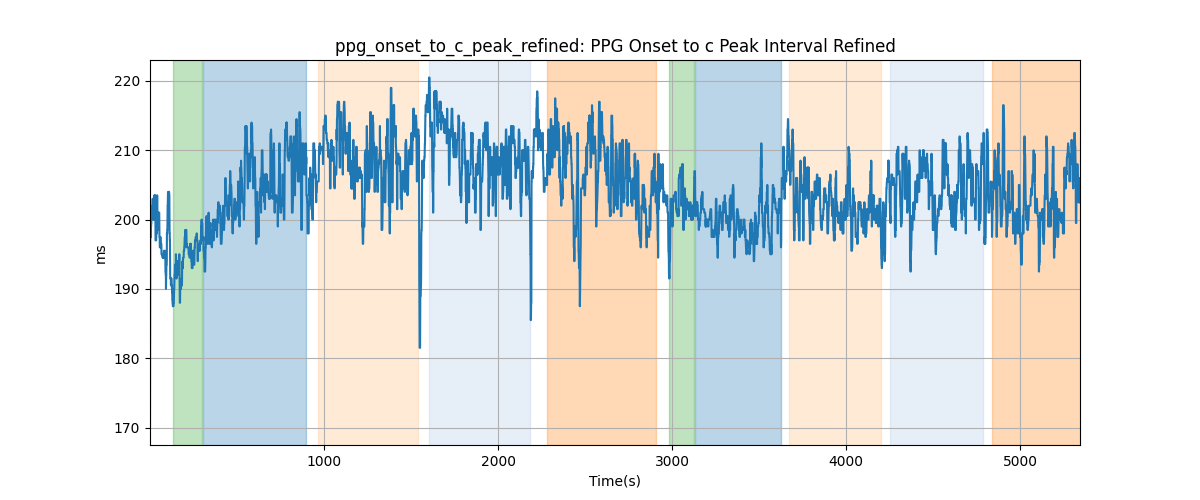 ppg_onset_to_c_peak_refined: PPG Onset to c Peak Interval Refined
220
210
200
190
180
170
ms
1000 2000 3000 4000 5000
Time(s)